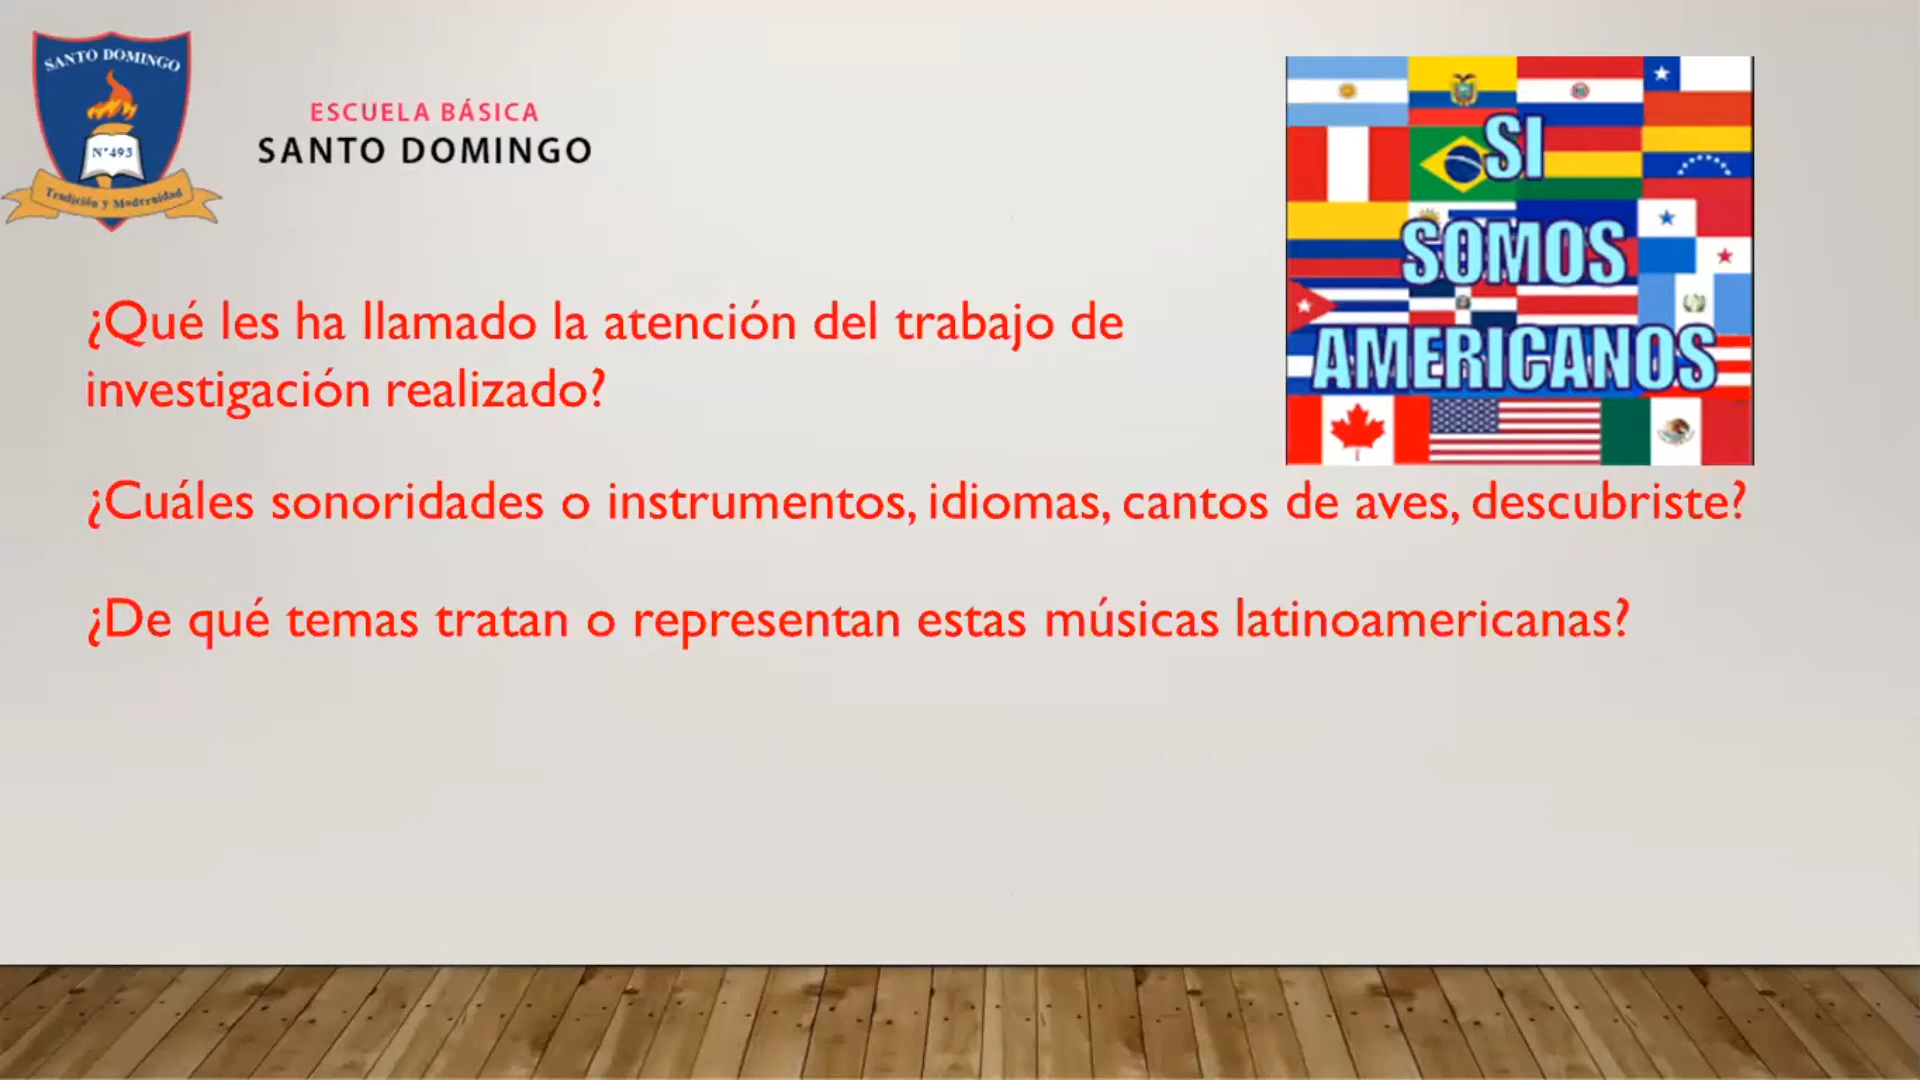 SANTO DOMINGO
N°493
Tradición y Modernidad
ESCUELA BÁSICA
SANTO DOMINGO
SI
SOMOS
AMERICANOS
¿Qué les ha llamado la atención del trabajo de
investigación realizado?
¿Cuáles sonoridades o instrumentos, idiomas, cantos de aves, descubriste?
¿De qué temas tratan o representan estas músicas latinoamericanas?